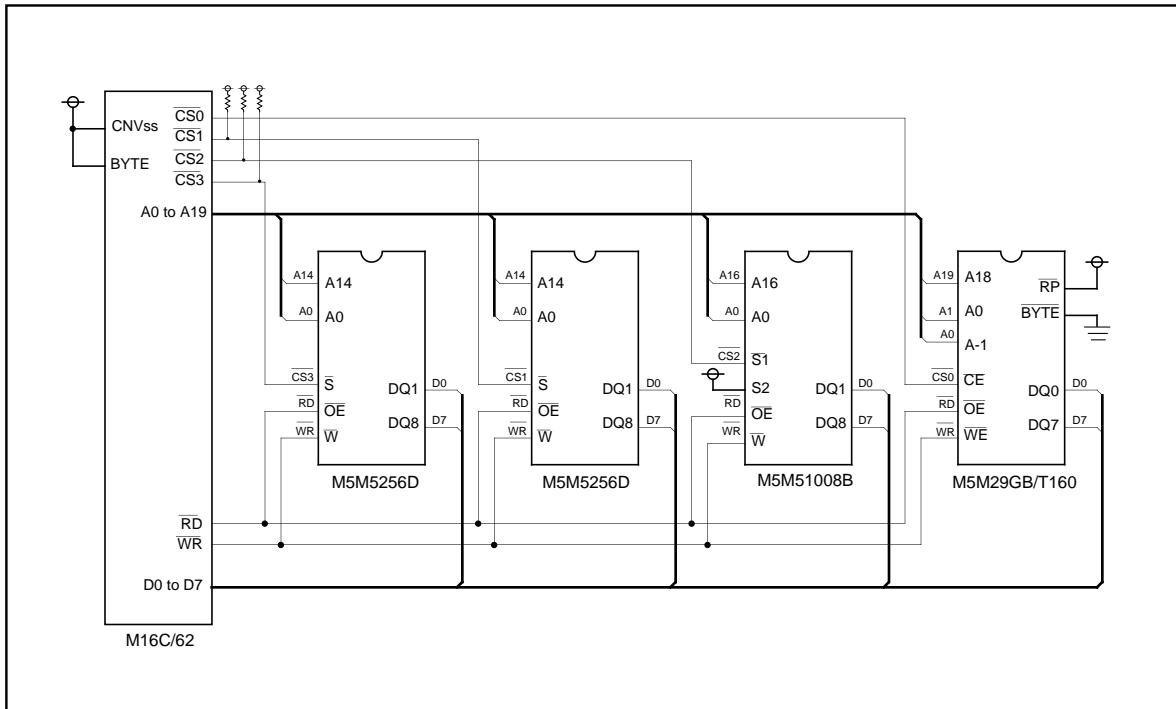 CNVss
BYTE
CS0
CS1
CS2
CS3
A0 to A19
RD
WR
D0 to D7
M16C/62
A14
A14
A0
A0
CS3
S
RD
OE
WR
W
DQ1
D0
DQ8
D7
M5M5256D
A14
A14
A0
A0
CS1
S
RD
OE
WR
W
DQ1
D0
DQ8
D7
M5M5256D
A16
A16
A0
A0
CS2
S1
S2
RD
OE
WR
W
DQ1
D0
DQ8
D7
M5M51008B
A19
A18
A1
A0
A0
A-1
CS0
CE
RD
OE
WR
WE
RP
BYTE
DQ0
D0
DQ7
D7
M5M29GB/T160